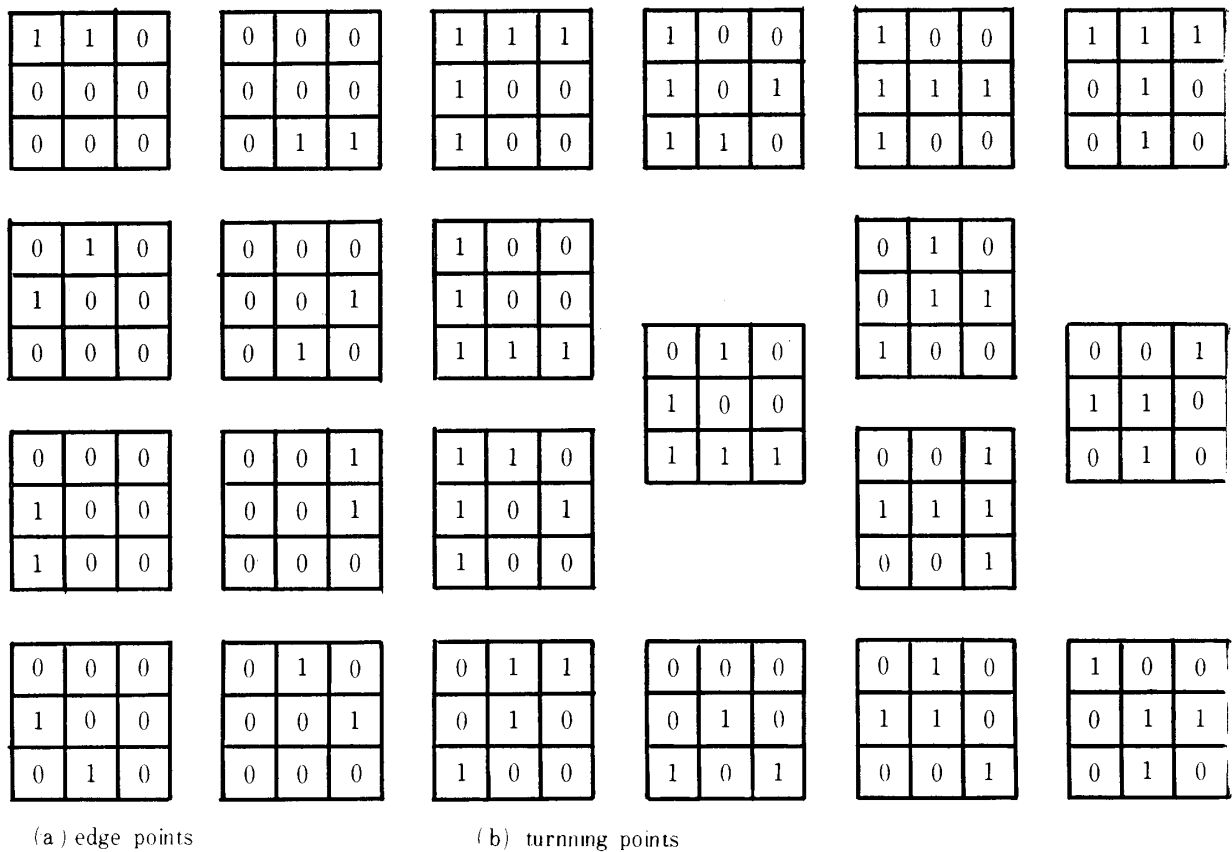 1 1 0 0 0 0 1 1 1 1 0 0 1 0 0 1 1 1
0 0 0 0 0 0 1 0 0 1 0 1 1 1 1 0 1 0
0 0 0 0 1 1 1 0 0 1 1 0 1 0 0 0 1 0
0 1 0 0 0 0 1 0 0 0 1 0
1 0 0 0 0 1 1 0 0 0 1 1
0 0 0 0 1 0 1 1 1 0 1 0 1 0 0 0 0 1
1 0 0 1 1 0
0 0 0 0 0 1 1 1 0 1 1 1 0 0 1 0 1 0
1 0 0 0 0 1 1 0 1 1 1 1
1 0 0 0 0 0 1 0 0 0 0 1
0 0 0 0 1 0 0 1 1 0 0 0 0 1 0 1 0 0
1 0 0 0 0 1 0 1 0 0 1 0 1 1 0 0 1 1
0 1 0 0 0 0 1 0 0 1 0 1 0 0 1 0 1 0
(a) edge points (b) turnning points